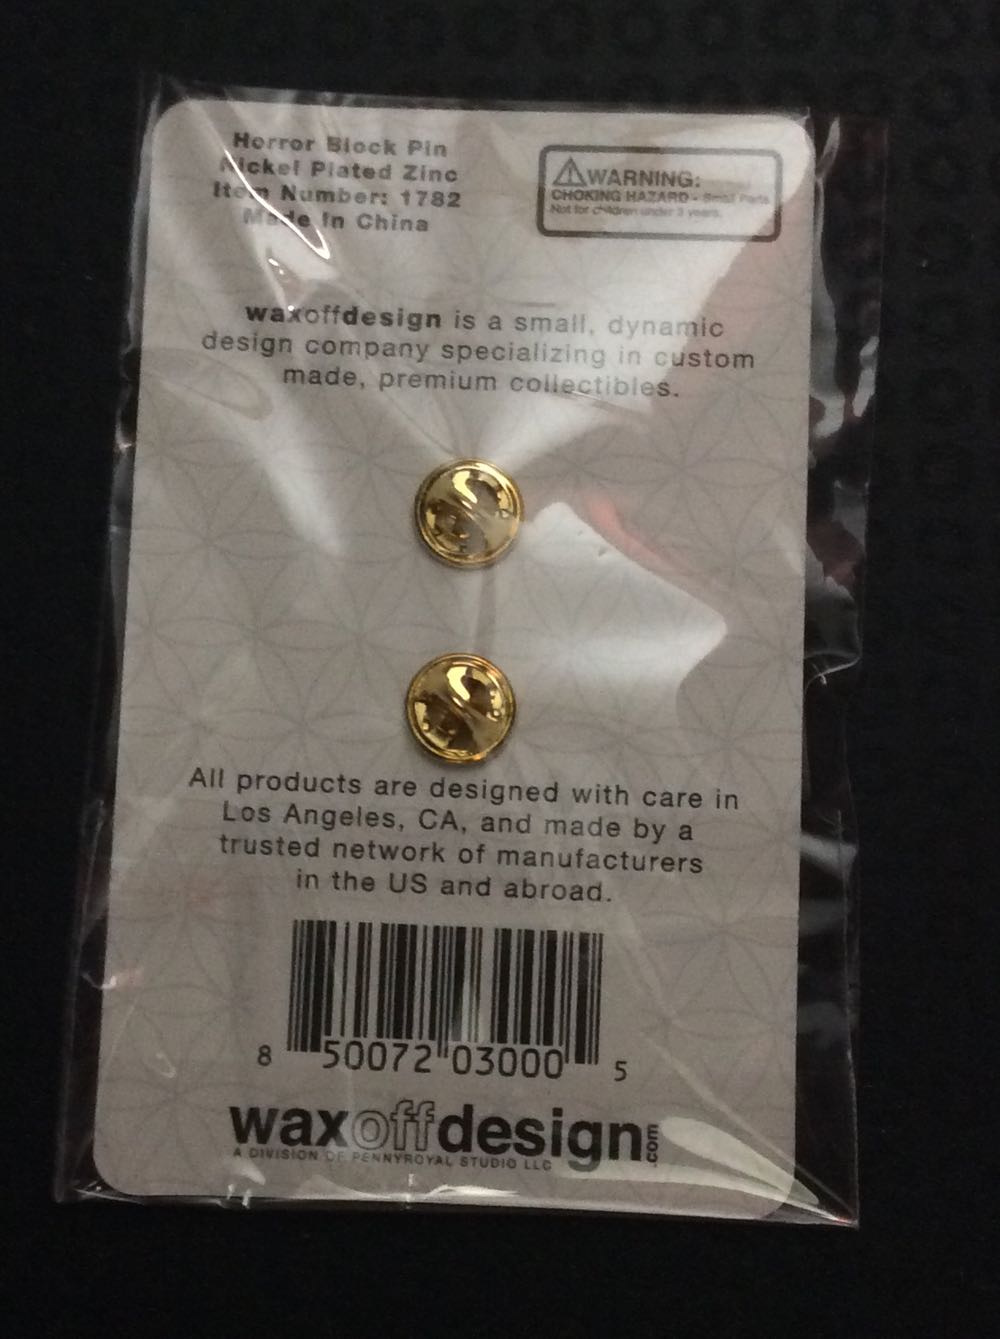 Horror Block Pin
Nickel Plated Zinc
Item Number: 1782
Made In China
WARNING:
CHOKING HAZARD - Small Parts
Not for children under 3 years.
waxoffdesign is a small, dynamic
design company specializing in custom
made, premium collectibles.
All products are designed with care in
Los Angeles, CA, and made by a
trusted network of manufacturers
in the US and abroad.
8 50072 03000 5
waxoffdesign.com
A DIVISION OF PENNYROYAL STUDIO LLC